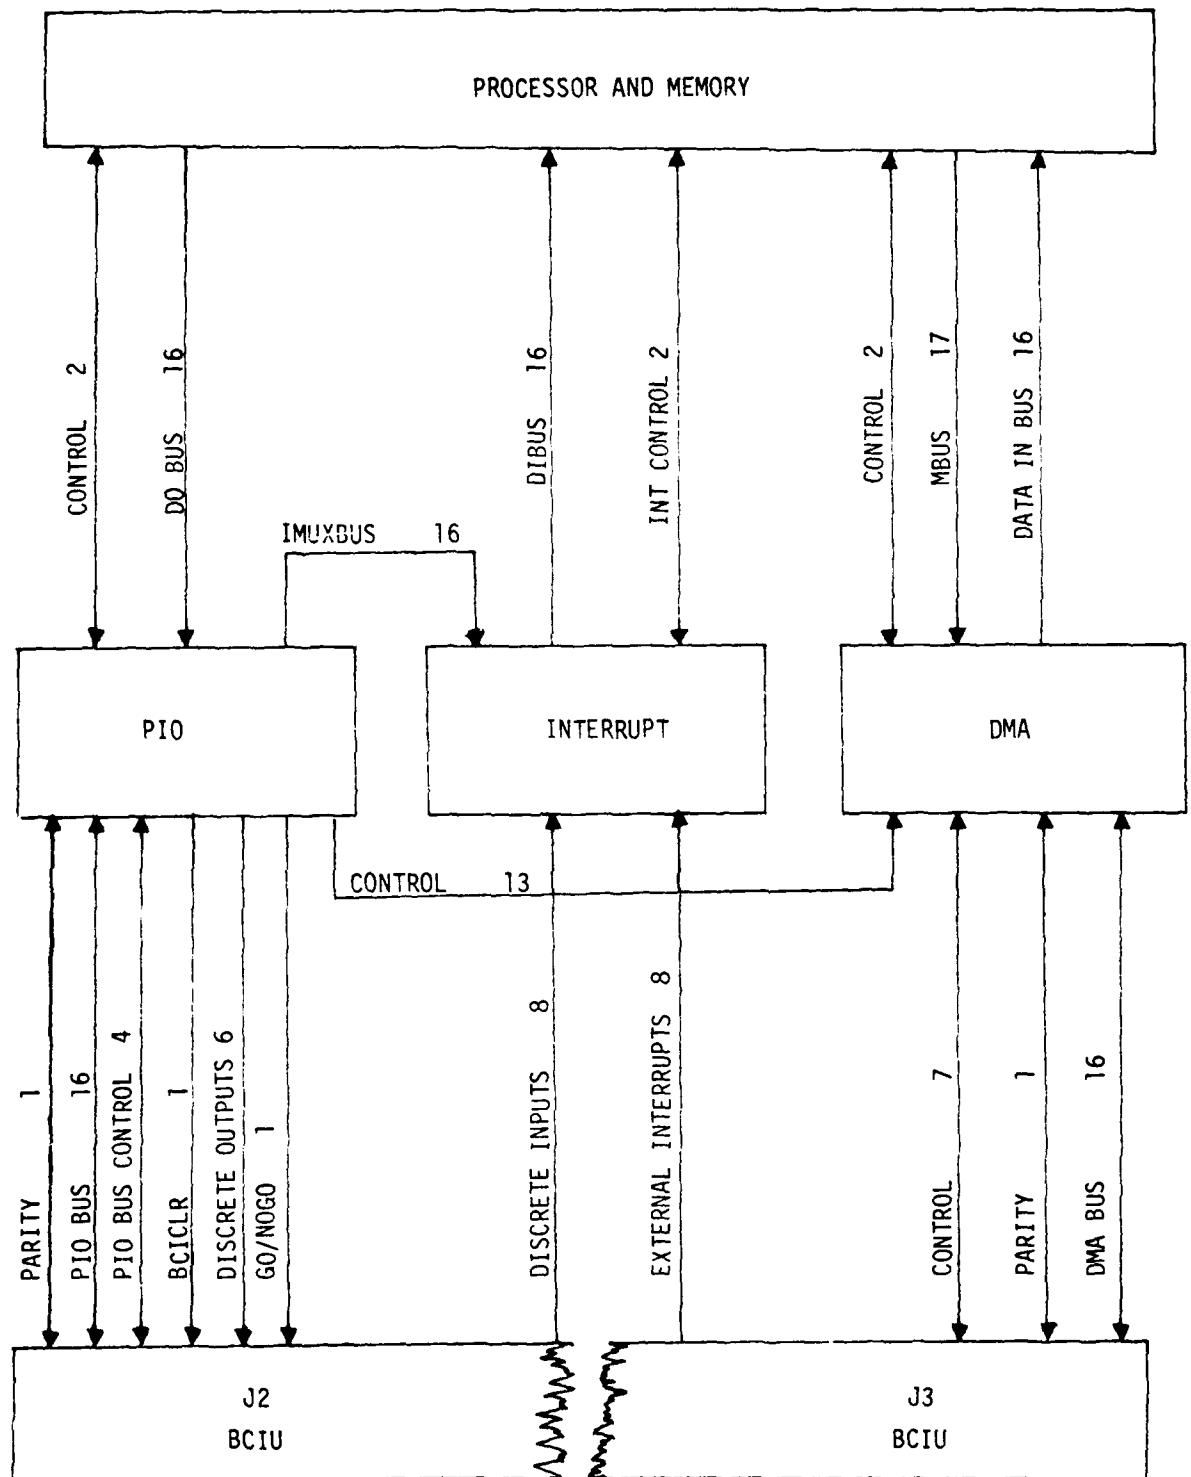 PROCESSOR AND MEMORY
CONTROL 2
DO BUS 16
DIBUS 16
INT CONTROL 2
CONTROL 2
MBUS 17
DATA IN BUS 16
IMUXBUS 16
PIO
INTERRUPT
DMA
CONTROL 13
PARITY 1
PIO BUS 16
PIO BUS CONTROL 4
BCICLR 1
DISCRETE OUTPUTS 6
GO/NOGO 1
DISCRETE INPUTS 8
EXTERNAL INTERRUPTS 8
CONTROL 7
PARITY 1
DMA BUS 16
J2
BCIU
J3
BCIU